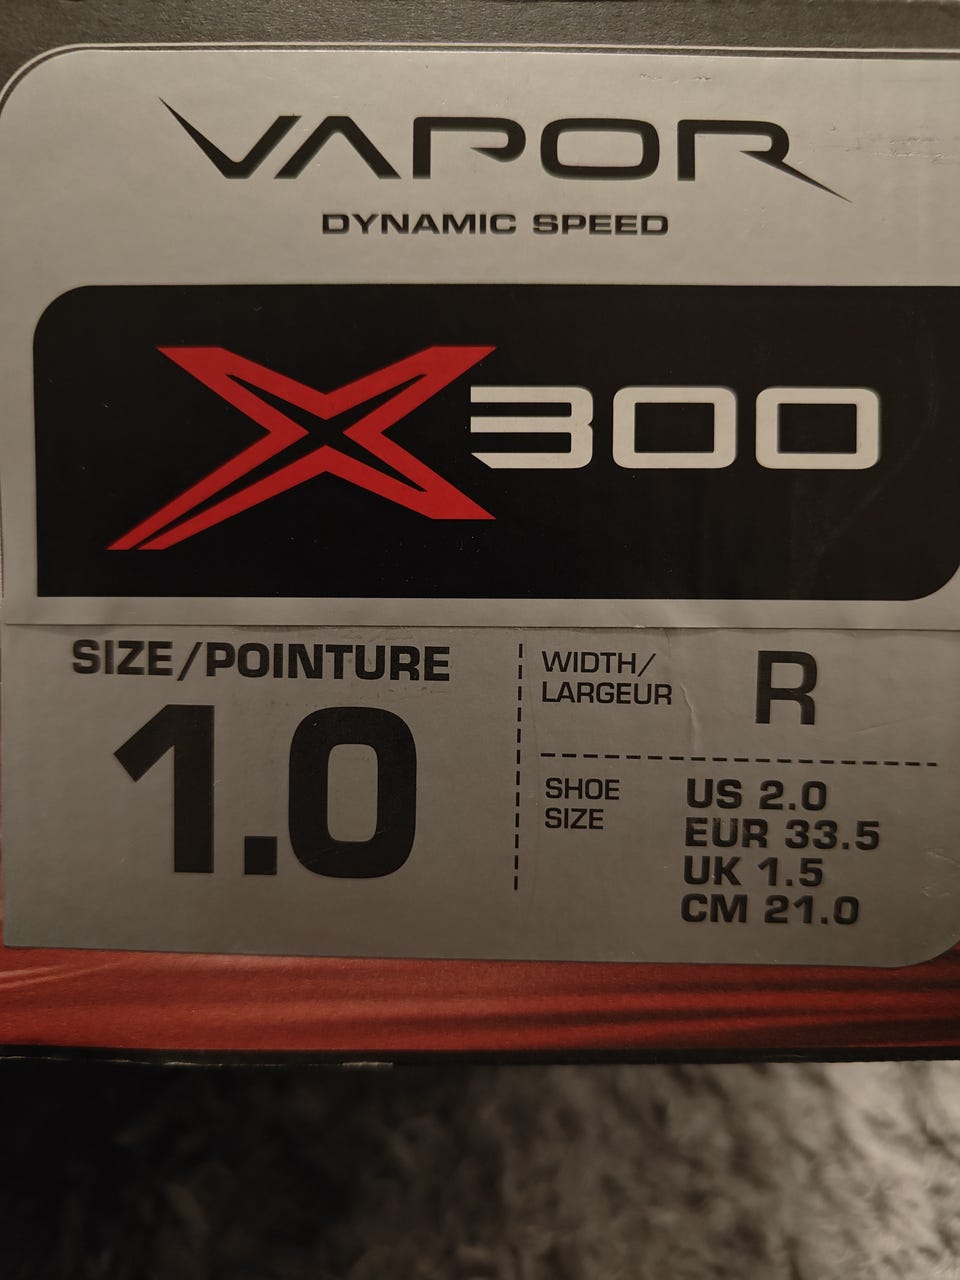 VAPOR
DYNAMIC SPEED
X300
SIZE/POINTURE
1.0
WIDTH/
LARGEUR
R
SHOE
SIZE
US 2.0
EUR 33.5
UK 1.5
CM 21.0